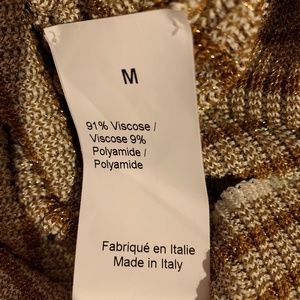 M
91% Viscose /
Viscose 9%
Polyamide /
Polyamide
Fabriqué en Italie
Made in Italy